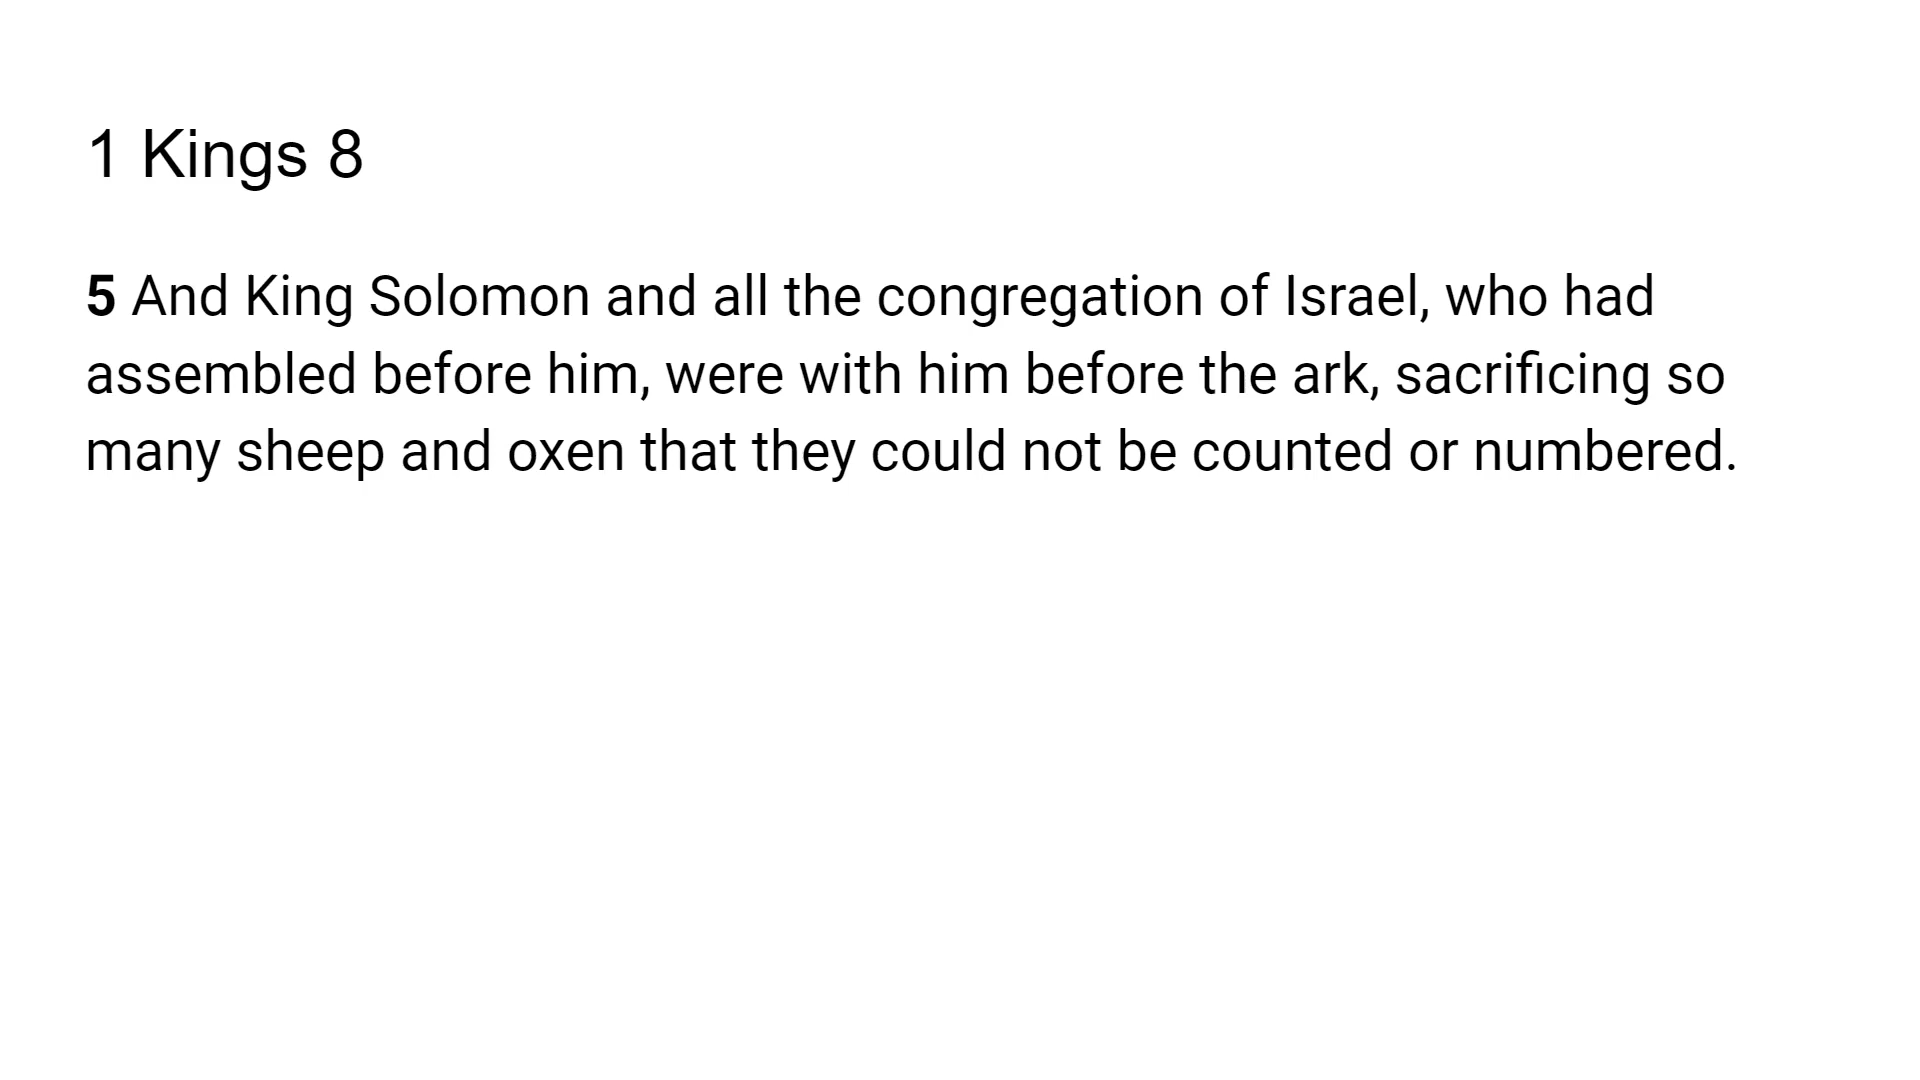 1 Kings 8
5 And King Solomon and all the congregation of Israel, who had
assembled before him, were with him before the ark, sacrificing so
many sheep and oxen that they could not be counted or numbered.